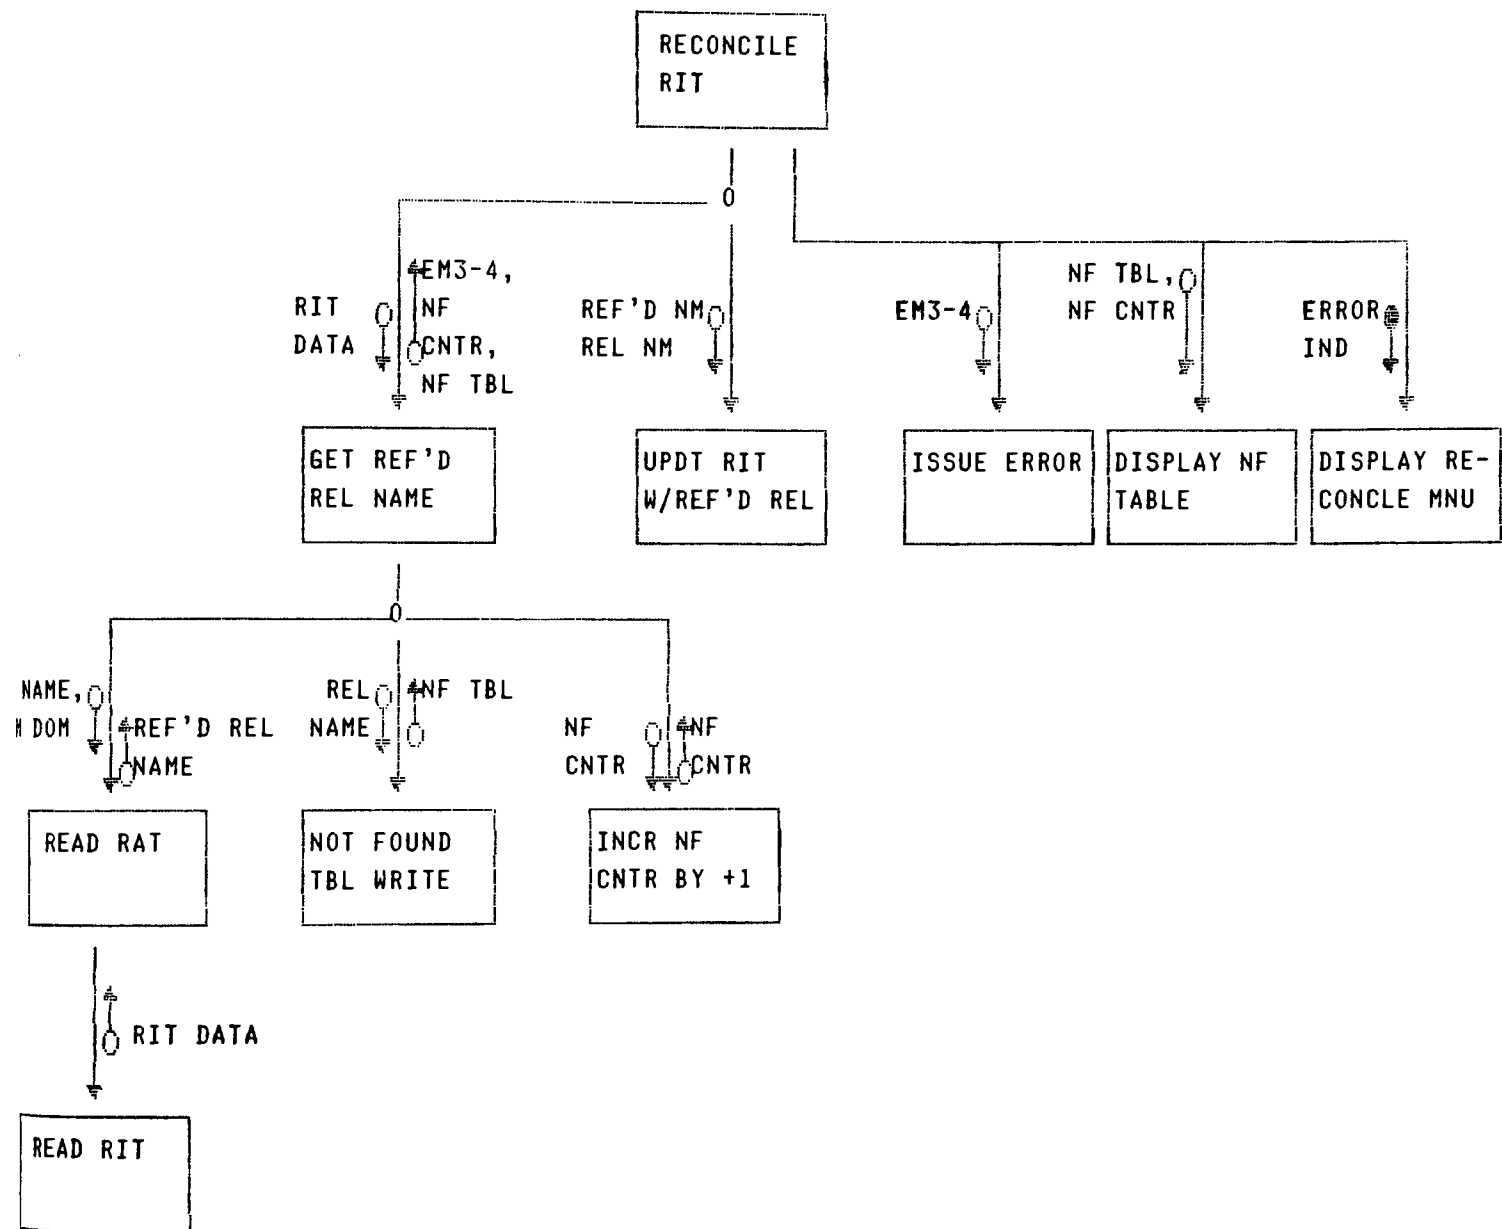 RECONCILE
RIT
0
RIT
DATA
EM3-4,
NF
CNTR,
NF TBL
REF'D NM
REL NM
EM3-4
NF TBL,
NF CNTR
ERROR
IND
GET REF'D
REL NAME
UPDT RIT
W/REF'D REL
ISSUE ERROR
DISPLAY NF
TABLE
DISPLAY RE-
CONCLE MNU
0
NAME,
DOM
REF'D REL
NAME
REL
NAME
NF TBL
NF
CNTR
NF
CNTR
READ RAT
NOT FOUND
TBL WRITE
INCR NF
CNTR BY +1
RIT DATA
READ RIT